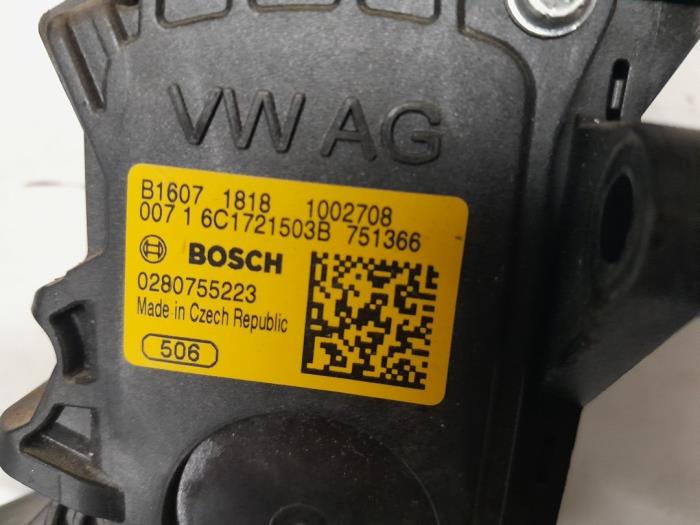 VW AG
B1607 1818 1002708
007 1 6C1721503B 751366
BOSCH
0280755223
Made in Czech Republic
506